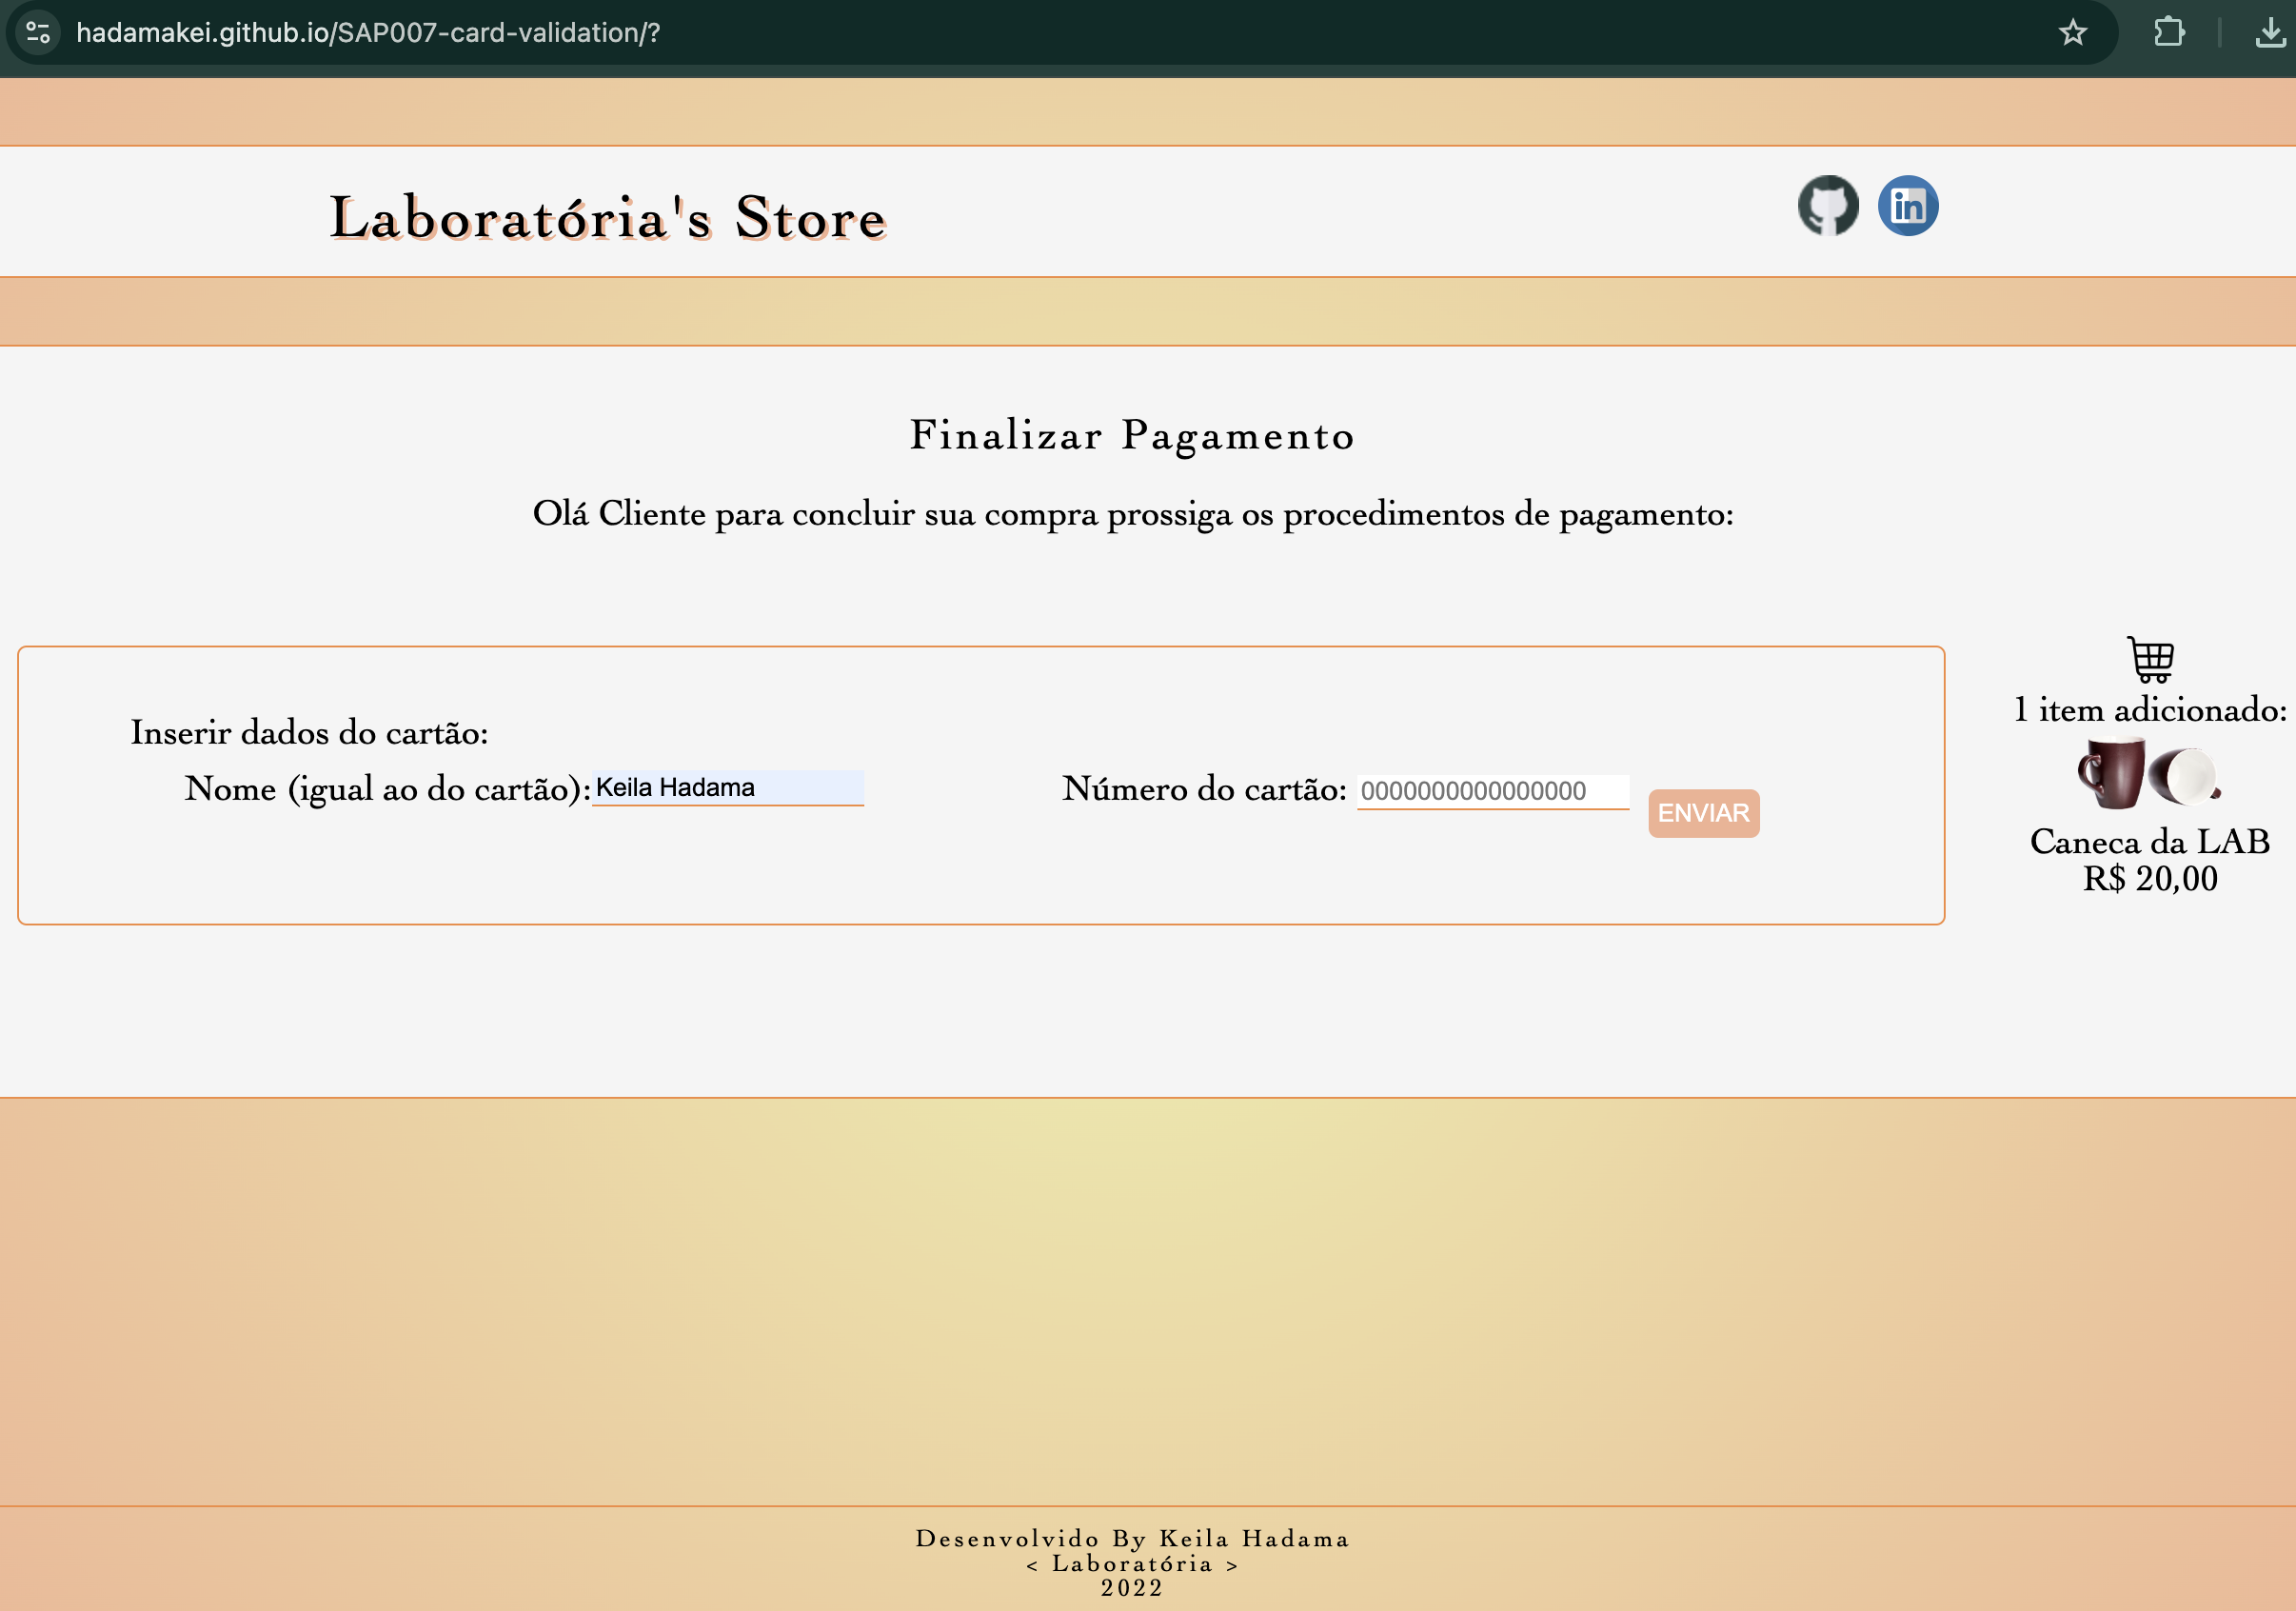 hadamakei.github.io/SAP007-card-validation/?
Laboratória's Store
in
Finalizar Pagamento
Olá Cliente para concluir sua compra prossiga os procedimentos de pagamento:
1 item adicionado:
Inserir dados do cartão:
Nome (igual ao do cartão): Keila Hadama Número do cartão: 0000000000000000 ENVIAR
Caneca da LAB
R$ 20,00
Desenvolvido By Keila Hadama
< Laboratória >
2022